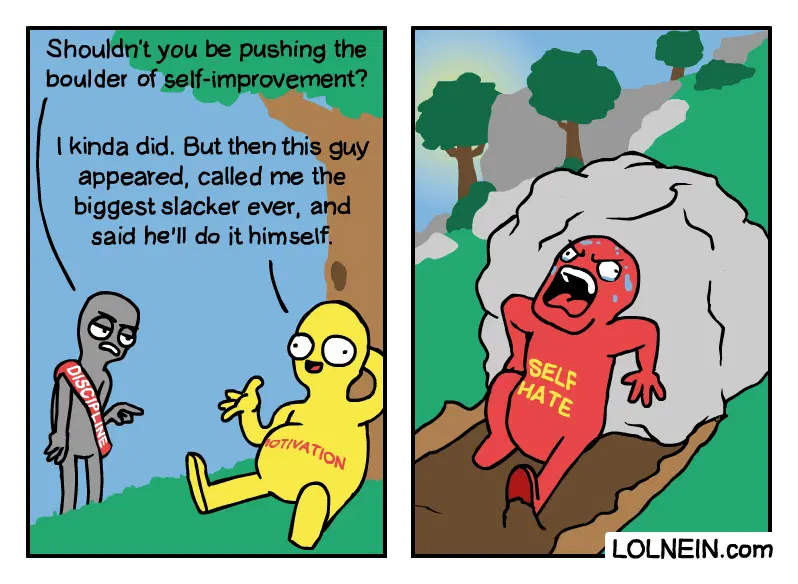 Shouldn't you be pushing the
boulder of self-improvement?
I kinda did. But then this guy
appeared, called me the
biggest slacker ever, and
said he'll do it himself.
DISCIPLINE
MOTIVATION
SELF
HATE
LOLNEIN.com